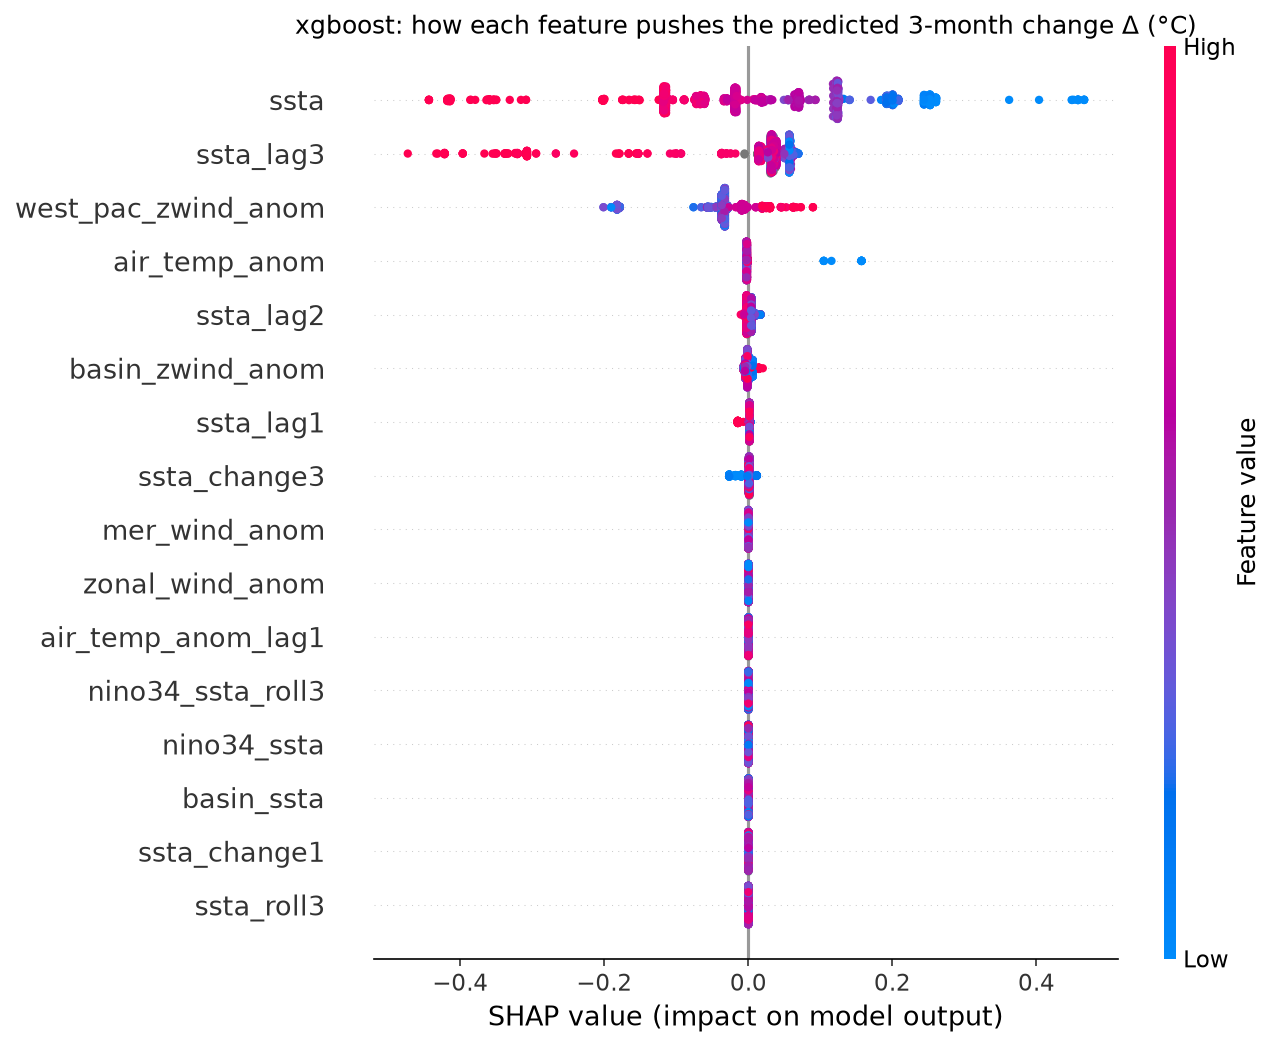 xgboost: how each feature pushes the predicted 3-month change Δ (°C)
High
ssta
ssta_lag3
west_pac_zwind_anom
air_temp_anom
ssta_lag2
basin_zwind_anom
ssta_lag1
ssta_change3
mer_wind_anom
zonal_wind_anom
air_temp_anom_lag1
nino34_ssta_roll3
nino34_ssta
basin_ssta
ssta_change1
ssta_roll3
Feature value
Low
−0.4 −0.2 0.0 0.2 0.4
SHAP value (impact on model output)